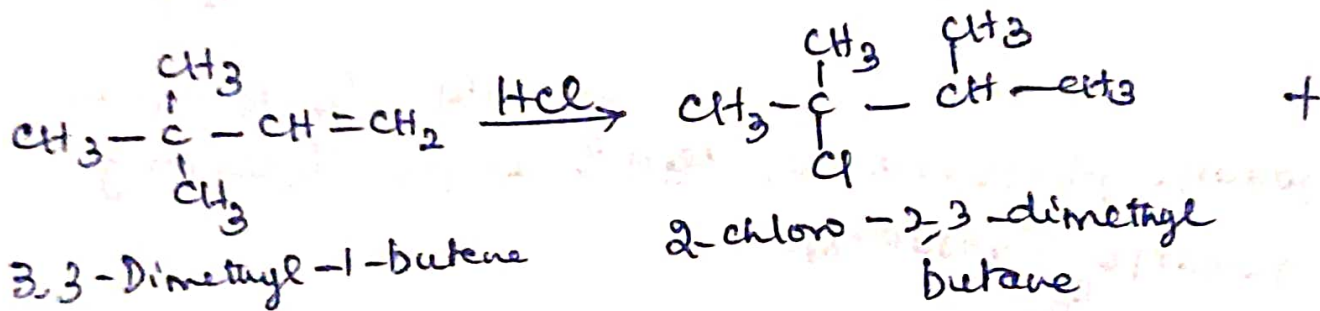 CH3 CH3 CH3
CH3 – C – CH = CH2 HCl → CH3 – C – CH – CH3 +
CH3 Cl
3,3-Dimethyl-1-butene 2-chloro-2,3-dimethyl
butane